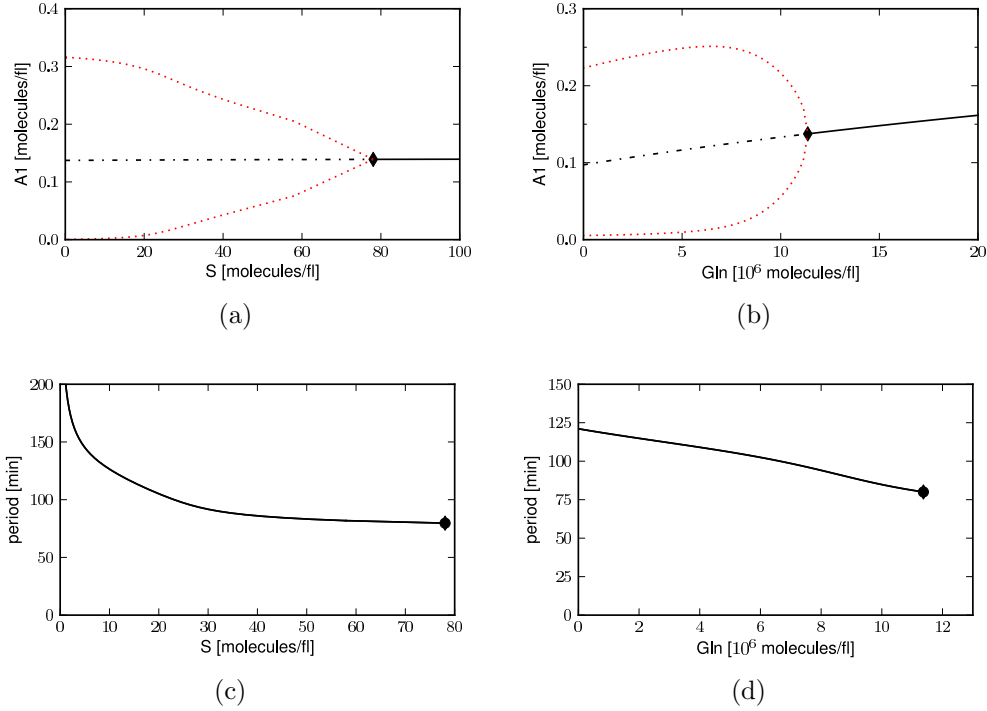 0.4
0.3
0.2
0.1
0.0
A1 [molecules/fl]
0 20 40 60 80 100
S [molecules/fl]
(a)
0.3
0.2
0.1
0.0
A1 [molecules/fl]
0 5 10 15 20
Gln [10⁶ molecules/fl]
(b)
200
150
100
50
0
period [min]
0 10 20 30 40 50 60 70 80
S [molecules/fl]
(c)
150
125
100
75
50
25
0
period [min]
0 2 4 6 8 10 12
Gln [10⁶ molecules/fl]
(d)